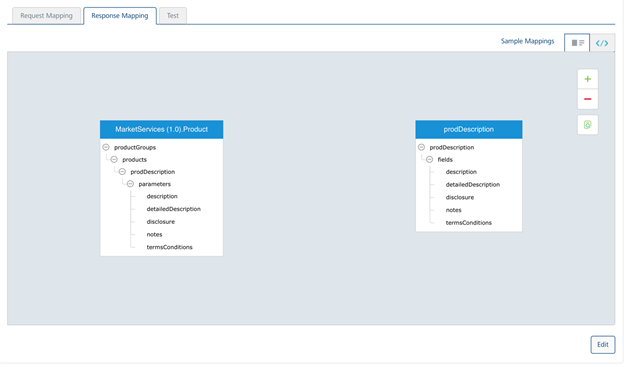 Request Mapping
Response Mapping
Test
Sample Mappings
MarketServices (1.0).Product
productGroups
products
prodDescription
parameters
description
detailedDescription
disclosure
notes
termsConditions
prodDescription
prodDescription
fields
description
detailedDescription
disclosure
notes
termsConditions
Edit